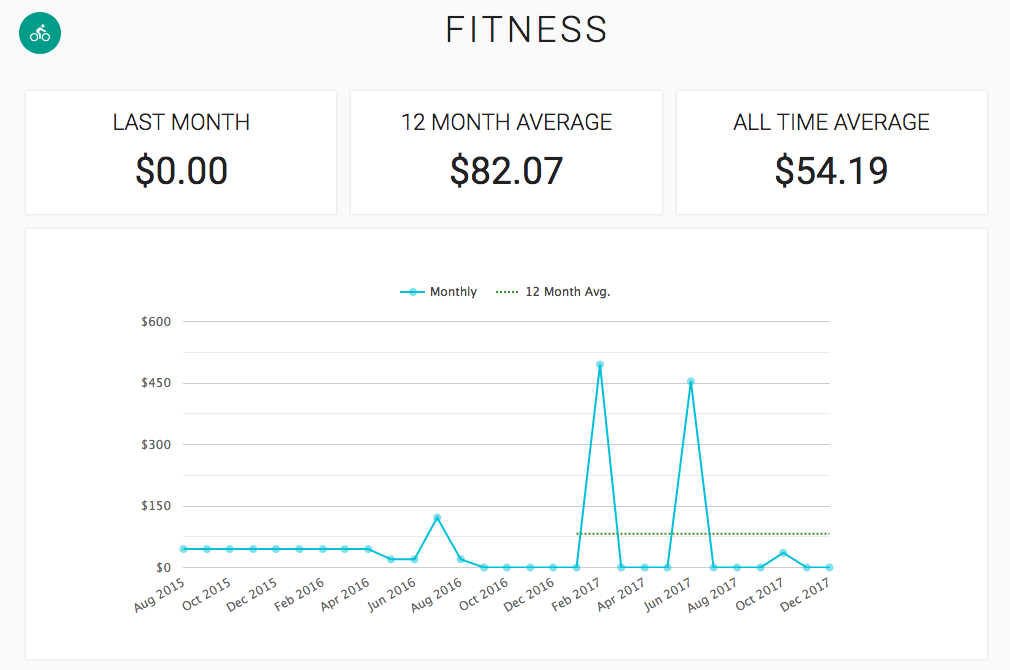 FITNESS
LAST MONTH
$0.00
12 MONTH AVERAGE
$82.07
ALL TIME AVERAGE
$54.19
Monthly
12 Month Avg.
$600
$450
$300
$150
$0
Aug 2015
Oct 2015
Dec 2015
Feb 2016
Apr 2016
Jun 2016
Aug 2016
Oct 2016
Dec 2016
Feb 2017
Apr 2017
Jun 2017
Aug 2017
Oct 2017
Dec 2017